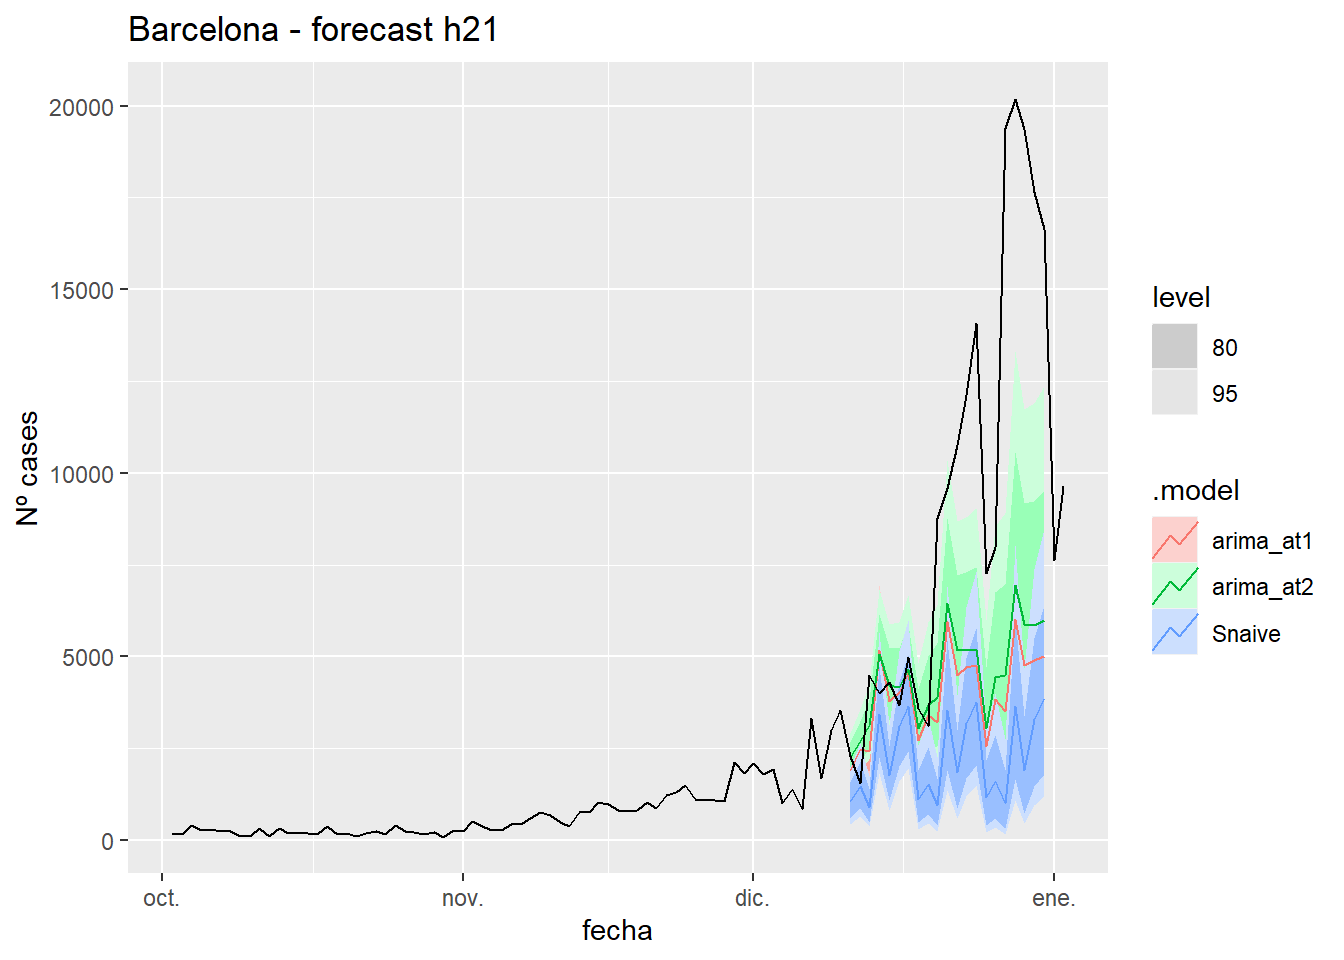 Barcelona - forecast h21
Nº cases
20000
15000
10000
5000
0
oct.
nov.
dic.
ene.
fecha
level
80
95
.model
arima_at1
arima_at2
Snaive